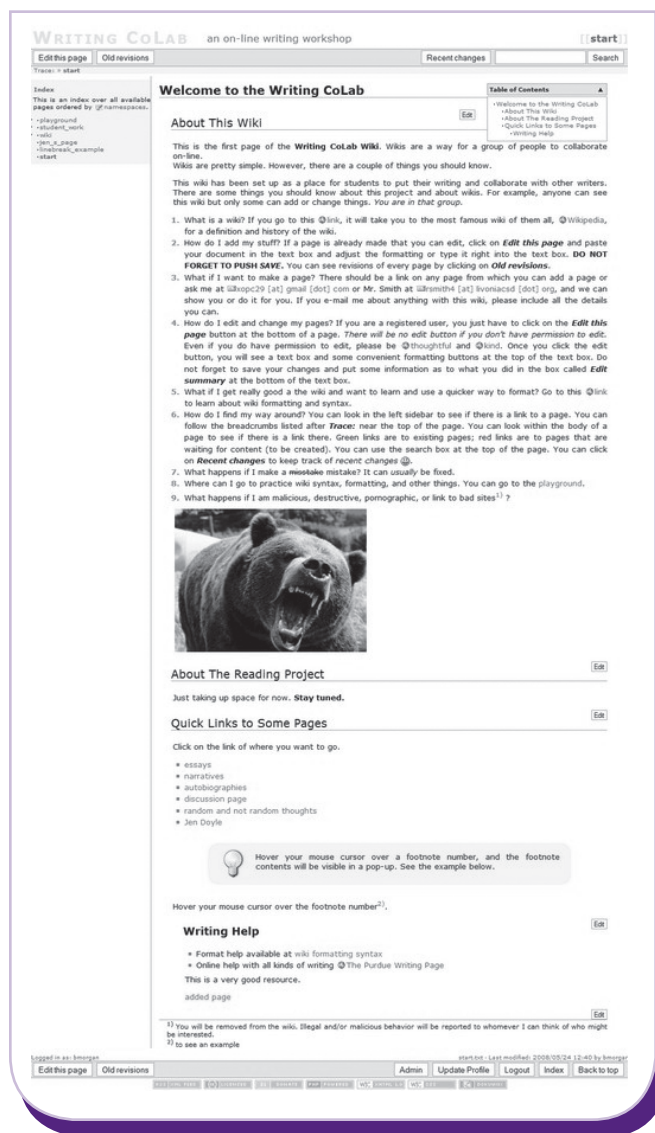 WRITING COLAB an on-line writing workshop [[start]]
Edit this page Old revisions Recent changes Search
Trace: » start
Index
This is an index over all available
pages ordered by namespaces.
playground
student_work
wiki
jen_s_page
linebreak_example
start
Welcome to the Writing CoLab
Table of Contents
Welcome to the Writing CoLab
About This Wiki
About The Reading Project
Quick Links to Some Pages
Writing Help
Edit
About This Wiki
This is the first page of the Writing CoLab Wiki. Wikis are a way for a group of people to collaborate
on-line.
Wikis are pretty simple. However, there are a couple of things you should know.
This wiki has been set up as a place for students to put their writing and collaborate with other writers.
There are some things you should know about this project and about wikis. For example, anyone can see
this wiki but only some can add or change things. You are in that group.
1. What is a wiki? If you go to this link, it will take you to the most famous wiki of them all, Wikipedia,
for a definition and history of the wiki.
2. How do I add my stuff? If a page is already made that you can edit, click on Edit this page and paste
your document in the text box and adjust the formatting or type it right into the text box. DO NOT
FORGET TO PUSH SAVE. You can see revisions of every page by clicking on Old revisions.
3. What if I want to make a page? There should be a link on any page from which you can add a page or
ask me at xopc29 [at] gmail [dot] com or Mr. Smith at rsmith4 [at] livoniacsd [dot] org, and we can
show you or do it for you. If you e-mail me about anything with this wiki, please include all the details
you can.
4. How do I edit and change my pages? If you are a registered user, you just have to click on the Edit this
page button at the bottom of a page. There will be no edit button if you don't have permission to edit.
Even if you do have permission to edit, please be thoughtful and kind. Once you click the edit
button, you will see a text box and some convenient formatting buttons at the top of the text box. Do
not forget to save your changes and put some information as to what you did in the box called Edit
summary at the bottom of the text box.
5. What if I get really good a the wiki and want to learn and use a quicker way to format? Go to this link
to learn about wiki formatting and syntax.
6. How do I find my way around? You can look in the left sidebar to see if there is a link to a page. You can
follow the breadcrumbs listed after Trace: near the top of the page. You can look within the body of a
page to see if there is a link there. Green links are to existing pages; red links are to pages that are
waiting for content (to be created). You can use the search box at the top of the page. You can click
on Recent changes to keep track of recent changes.
7. What happens if I make a misstake mistake? It can usually be fixed.
8. Where can I go to practice wiki syntax, formatting, and other things. You can go to the playground.
9. What happens if I am malicious, destructive, pornographic, or link to bad sites1) ?
Edit
About The Reading Project
Just taking up space for now. Stay tuned.
Edit
Quick Links to Some Pages
Click on the link of where you want to go.
essays
narratives
autobiographies
discussion page
random and not random thoughts
Jen Doyle
Hover your mouse cursor over a footnote number, and the footnote
contents will be visible in a pop-up. See the example below.
Hover your mouse cursor over the footnote number2).
Edit
Writing Help
Format help available at wiki formatting syntax
Online help with all kinds of writing The Purdue Writing Page
This is a very good resource.
added page
Edit
1) You will be removed from the wiki. Illegal and/or malicious behavior will be reported to whomever I can think of who might
be interested.
2) to see an example
Logged in as: bmorgan start.txt · Last modified: 2008/05/24 12:40 by bmorgan
Edit this page Old revisions Admin Update Profile Logout Index Back to top